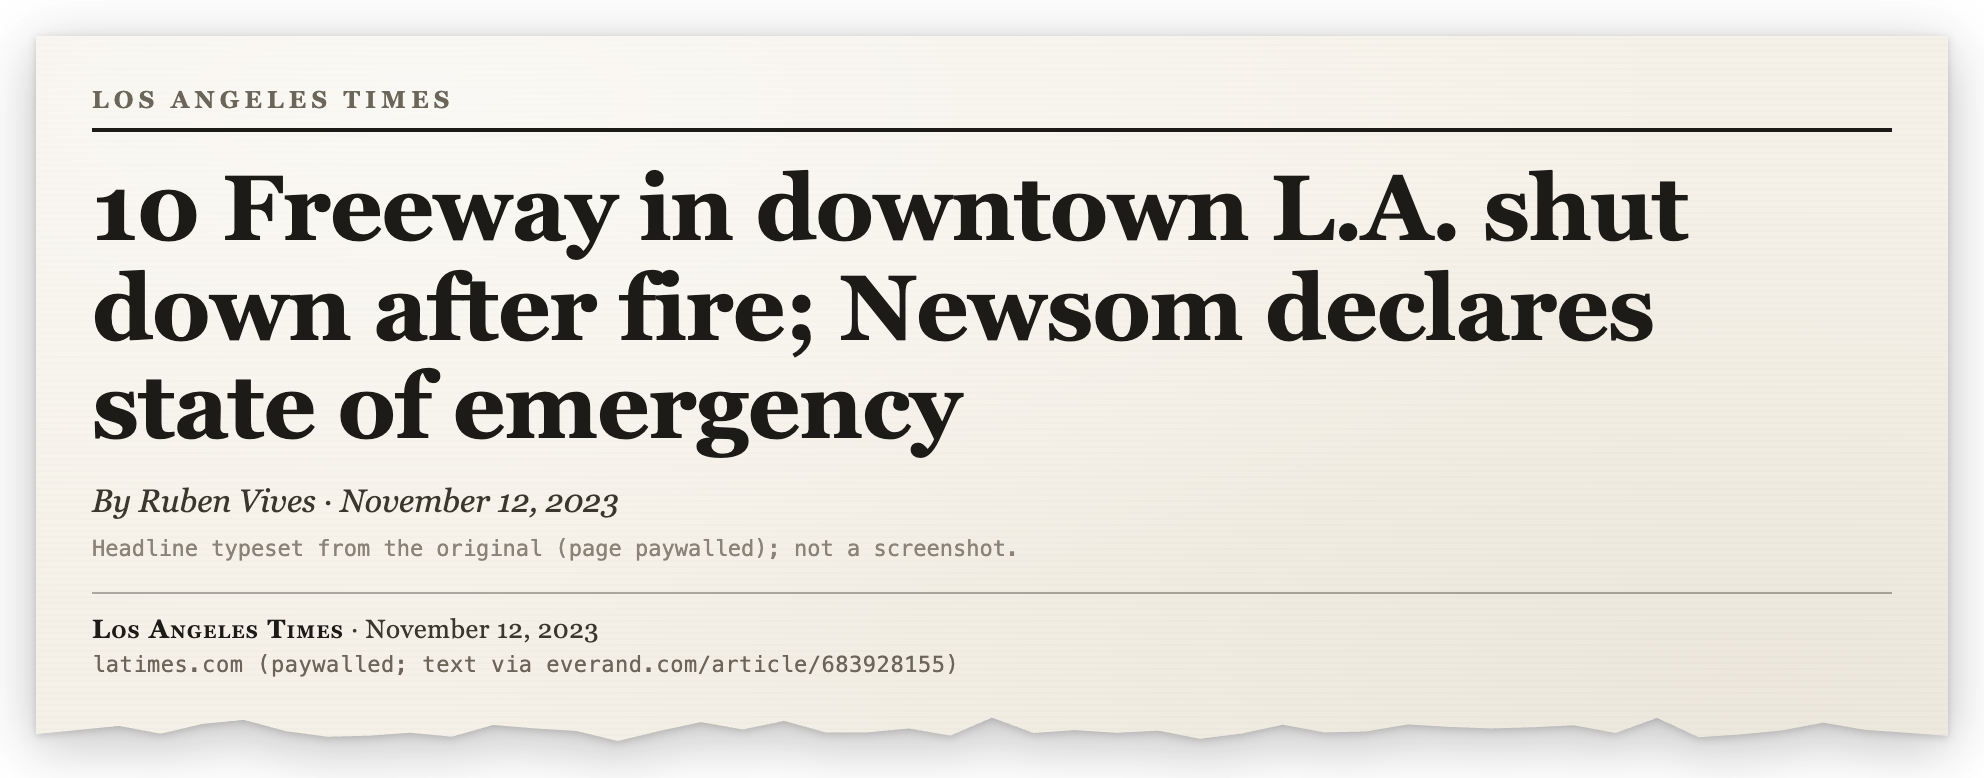 LOS ANGELES TIMES
10 Freeway in downtown L.A. shut
down after fire; Newsom declares
state of emergency
By Ruben Vives · November 12, 2023
Headline typeset from the original (page paywalled); not a screenshot.
Los Angeles Times · November 12, 2023
latimes.com (paywalled; text via everand.com/article/683928155)